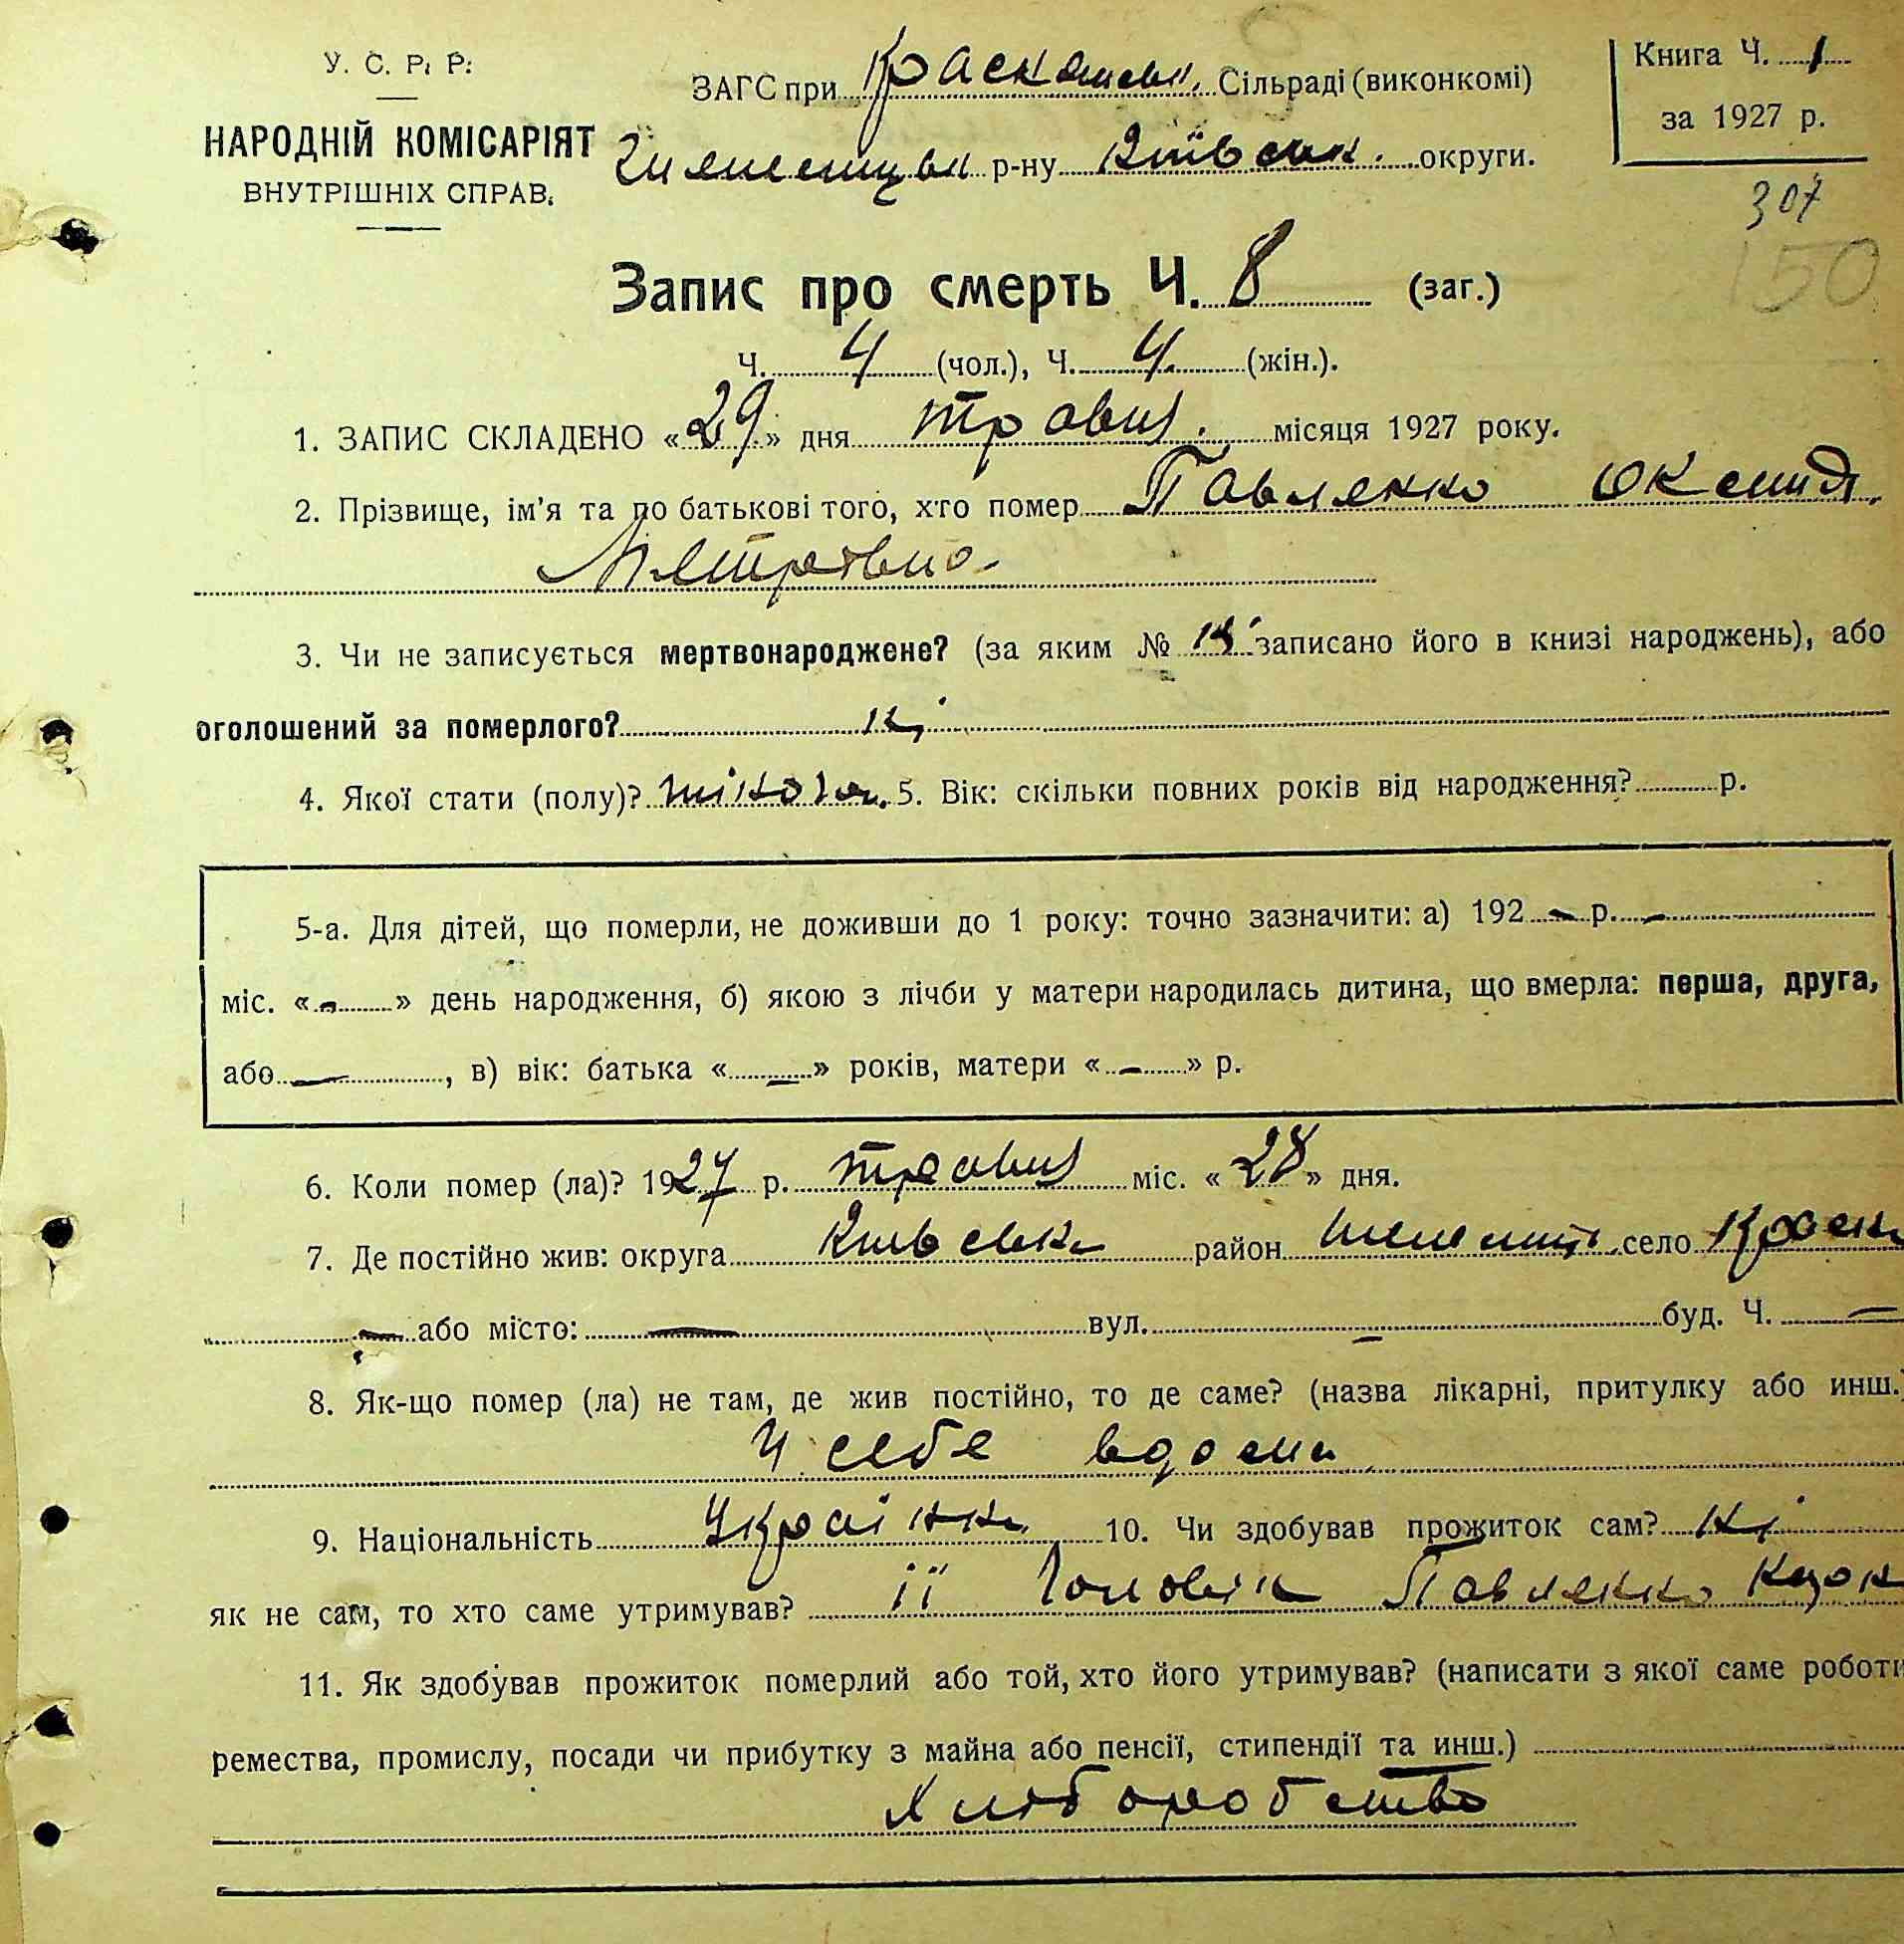 У. С. Р. Р.
ЗАГС при Сільраді (виконкомі)
Книга Ч. 1
за 1927 р.
НАРОДНІЙ КОМІСАРІЯТ
р-ну округи.
ВНУТРІШНІХ СПРАВ.
307
150
Запис про смерть Ч. 8 (заг.)
Ч. 4 (чол.), Ч. 4 (жін.).
1. ЗАПИС СКЛАДЕНО «29» дня травня місяця 1927 року.
2. Прізвище, ім'я та по батькові того, хто помер Павленко
Петровно
3. Чи не записується мертвонароджене? (за яким № записано його в книзі народжень), або
оголошений за померлого? ні
4. Якої стати (полу)? 5. Вік: скільки повних років від народження? р.
5-а. Для дітей, що померли, не доживши до 1 року: точно зазначити: а) 192 – р. –
міс. « – » день народження, б) якою з лічби у матери народилась дитина, що вмерла: перша, друга,
або –, в) вік: батька « – » років, матери « – » р.
6. Коли помер (ла)? 1927 р. травня міс. «28» дня.
7. Де постійно жив: округа район село
– або місто: – вул. – буд. Ч. –
8. Як-що помер (ла) не там, де жив постійно, то де саме? (назва лікарні, притулку або инш.)
У себе вдома
9. Національність Українка 10. Чи здобував прожиток сам? ні
як не сам, то хто саме утримував? її Чоловік Павленко
11. Як здобував прожиток померлий або той, хто його утримував? (написати з якої саме роботи
ремества, промислу, посади чи прибутку з майна або пенсії, стипендії та инш.)
Хліборобство